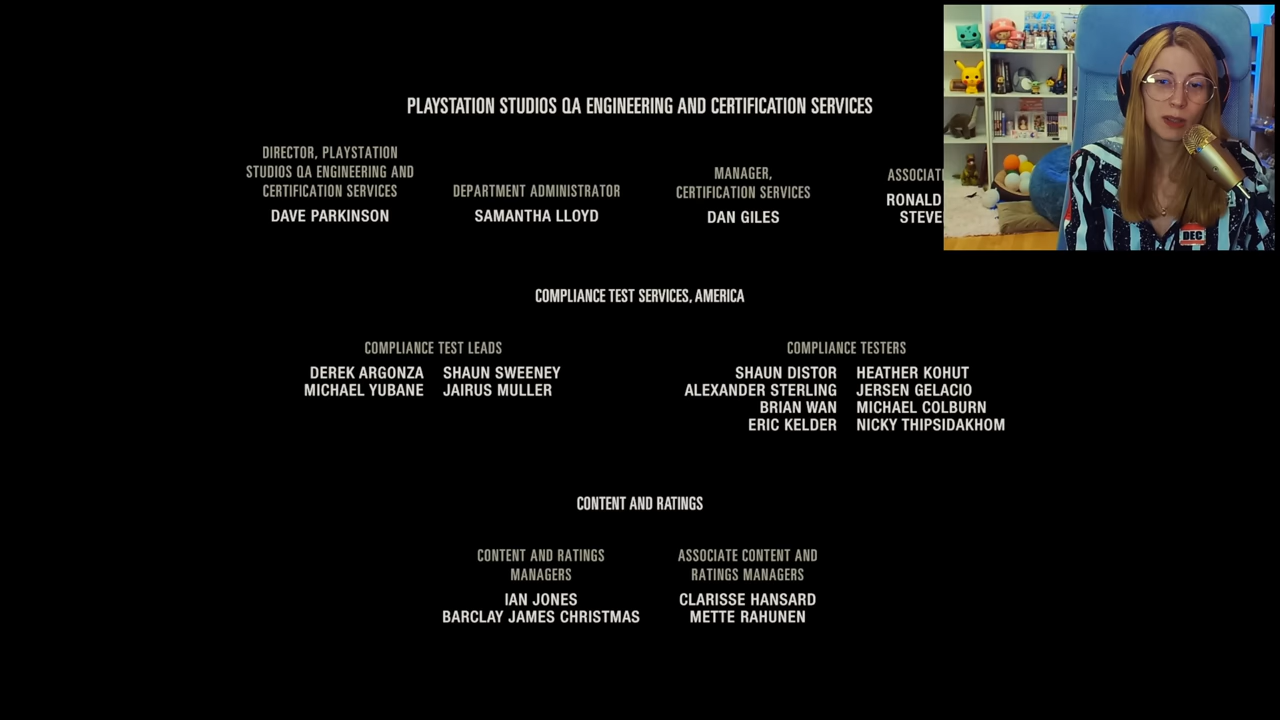 PLAYSTATION STUDIOS QA ENGINEERING AND CERTIFICATION SERVICES
DIRECTOR, PLAYSTATION
STUDIOS QA ENGINEERING AND
CERTIFICATION SERVICES
DAVE PARKINSON
DEPARTMENT ADMINISTRATOR
SAMANTHA LLOYD
MANAGER,
CERTIFICATION SERVICES
DAN GILES
RONALD
DEC
COMPLIANCE TEST SERVICES, AMERICA
COMPLIANCE TEST LEADS
DEREK ARGONZA SHAUN SWEENEY
MICHAEL YUBANE JAIRUS MULLER
COMPLIANCE TESTERS
SHAUN DISTOR HEATHER KOHUT
ALEXANDER STERLING JERSEN GELACIO
BRIAN WAN MICHAEL COLBURN
ERIC KELDER NICKY THIPSIDAKHOM
CONTENT AND RATINGS
CONTENT AND RATINGS
MANAGERS
IAN JONES
BARCLAY JAMES CHRISTMAS
ASSOCIATE CONTENT AND
RATINGS MANAGERS
CLARISSE HANSARD
METTE RAHUNEN